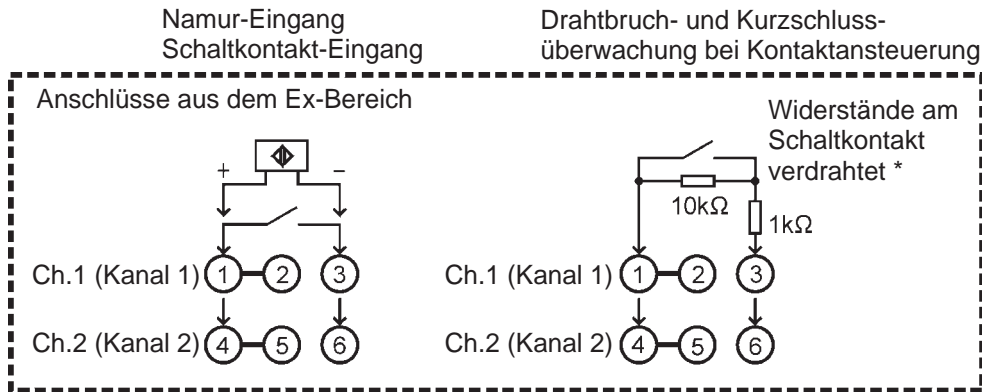 Namur-Eingang
Schaltkontakt-Eingang
Drahtbruch- und Kurzschluss-
überwachung bei Kontaktansteuerung
Anschlüsse aus dem Ex-Bereich
+ −
Ch.1 (Kanal 1) 1 2 3
Ch.2 (Kanal 2) 4 5 6
Widerstände am
Schaltkontakt
verdrahtet *
10kΩ
1kΩ
Ch.1 (Kanal 1) 1 2 3
Ch.2 (Kanal 2) 4 5 6